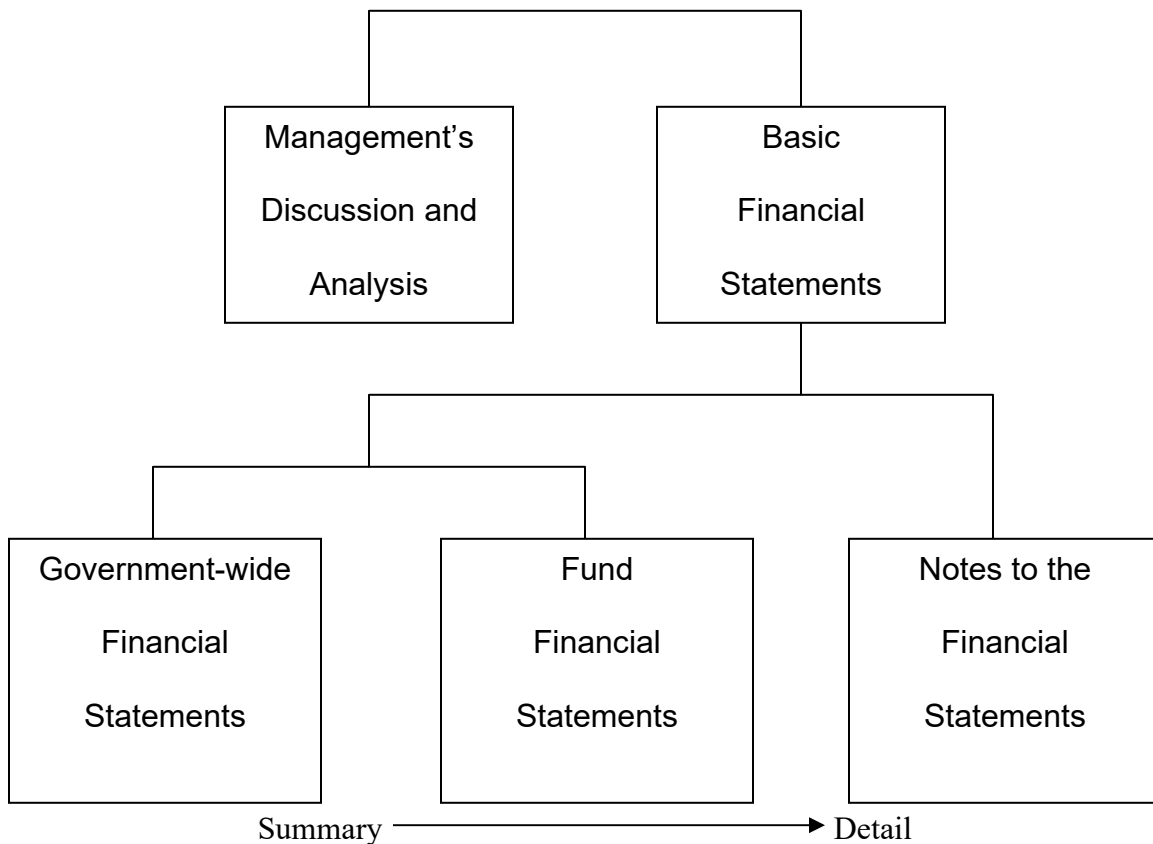 Management’s
Discussion and
Analysis
Basic
Financial
Statements
Government-wide
Financial
Statements
Fund
Financial
Statements
Notes to the
Financial
Statements
Summary
Detail